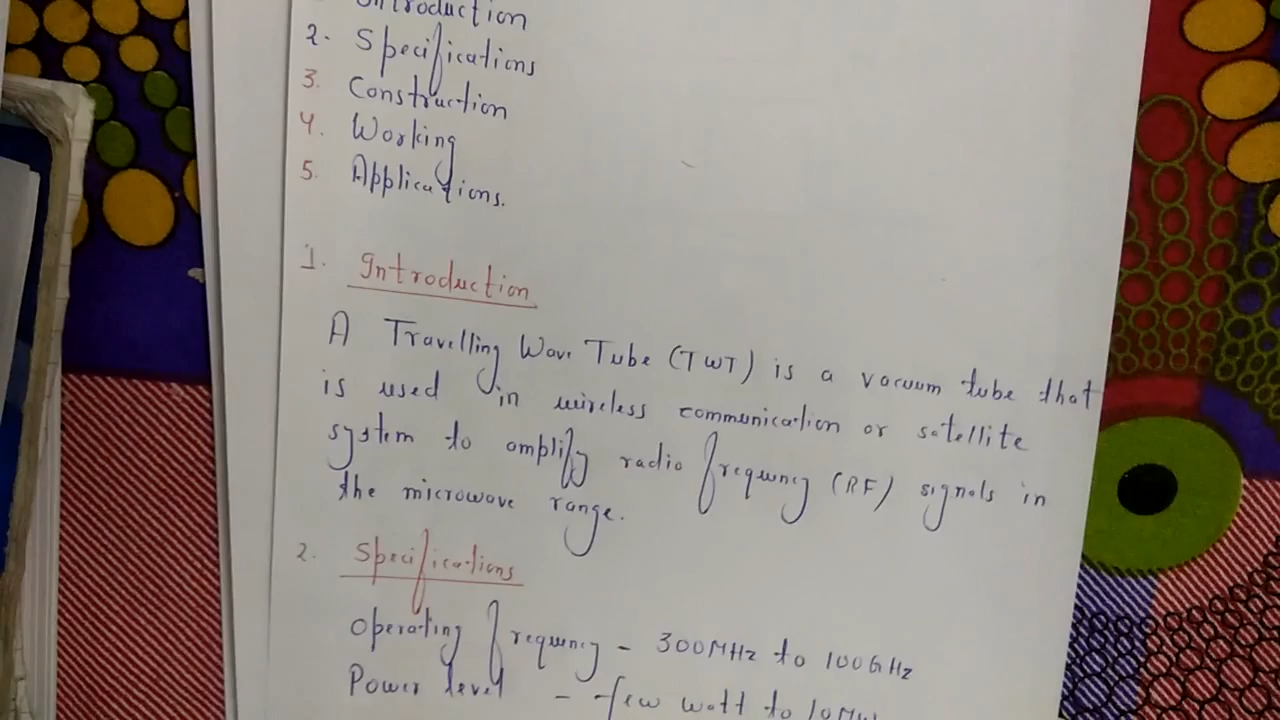 Introduction
2. Specifications
3. Construction
4. Working
5. Applications.
1. Introduction
A Travelling Wave Tube (TWT) is a vacuum tube that
is used in wireless communication or satellite
system to amplify radio frequency (RF) signals in
the microwave range.
2. Specifications
Operating frequency - 300MHz to 100GHz
Power level - few watt to 10MW